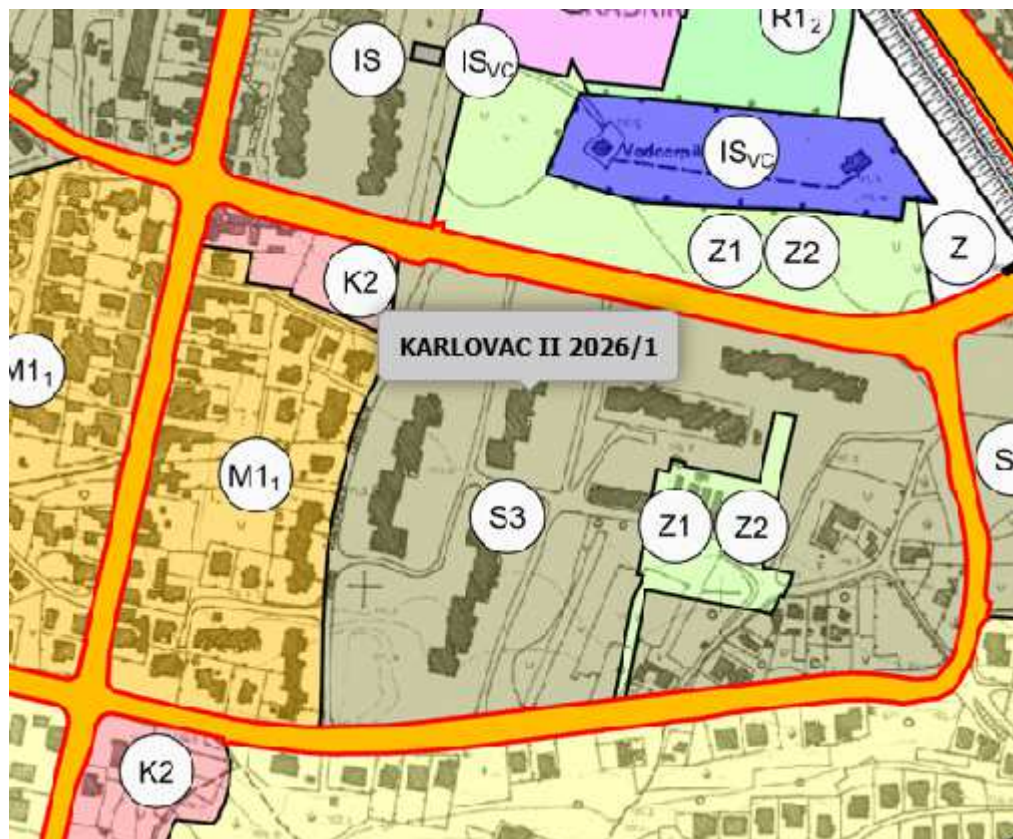 R1₂
IS
ISVC
ISVC
Z1
Z2
Z
K2
KARLOVAC II 2026/1
M1₁
M1₁
S3
Z1
Z2
K2